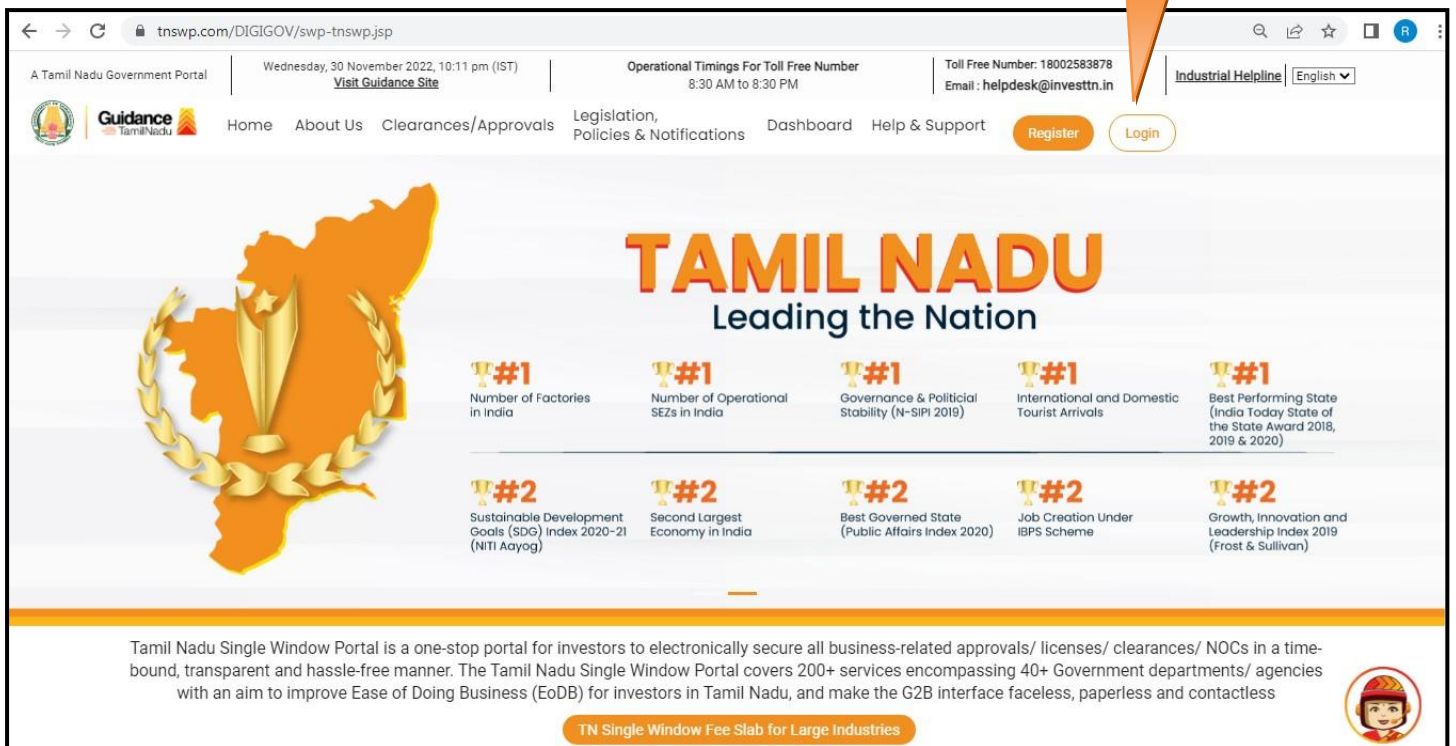 tnswp.com/DIGIGOV/swp-tnswp.jsp
R
A Tamil Nadu Government Portal
Wednesday, 30 November 2022, 10:11 pm (IST)
Visit Guidance Site
Operational Timings For Toll Free Number
8:30 AM to 8:30 PM
Toll Free Number: 18002583878
Email : helpdesk@investtn.in
Industrial Helpline
English
Guidance
TamilNadu
Home
About Us
Clearances/Approvals
Legislation,
Policies & Notifications
Dashboard
Help & Support
Register
Login
TAMIL NADU
Leading the Nation
#1
Number of Factories
in India
#1
Number of Operational
SEZs in India
#1
Governance & Politicial
Stability (N-SIPI 2019)
#1
International and Domestic
Tourist Arrivals
#1
Best Performing State
(India Today State of
the State Award 2018,
2019 & 2020)
#2
Sustainable Development
Goals (SDG) Index 2020-21
(NITI Aayog)
#2
Second Largest
Economy in India
#2
Best Governed State
(Public Affairs Index 2020)
#2
Job Creation Under
IBPS Scheme
#2
Growth, Innovation and
Leadership Index 2019
(Frost & Sullivan)
Tamil Nadu Single Window Portal is a one-stop portal for investors to electronically secure all business-related approvals/ licenses/ clearances/ NOCs in a time-
bound, transparent and hassle-free manner. The Tamil Nadu Single Window Portal covers 200+ services encompassing 40+ Government departments/ agencies
with an aim to improve Ease of Doing Business (EoDB) for investors in Tamil Nadu, and make the G2B interface faceless, paperless and contactless
TN Single Window Fee Slab for Large Industries